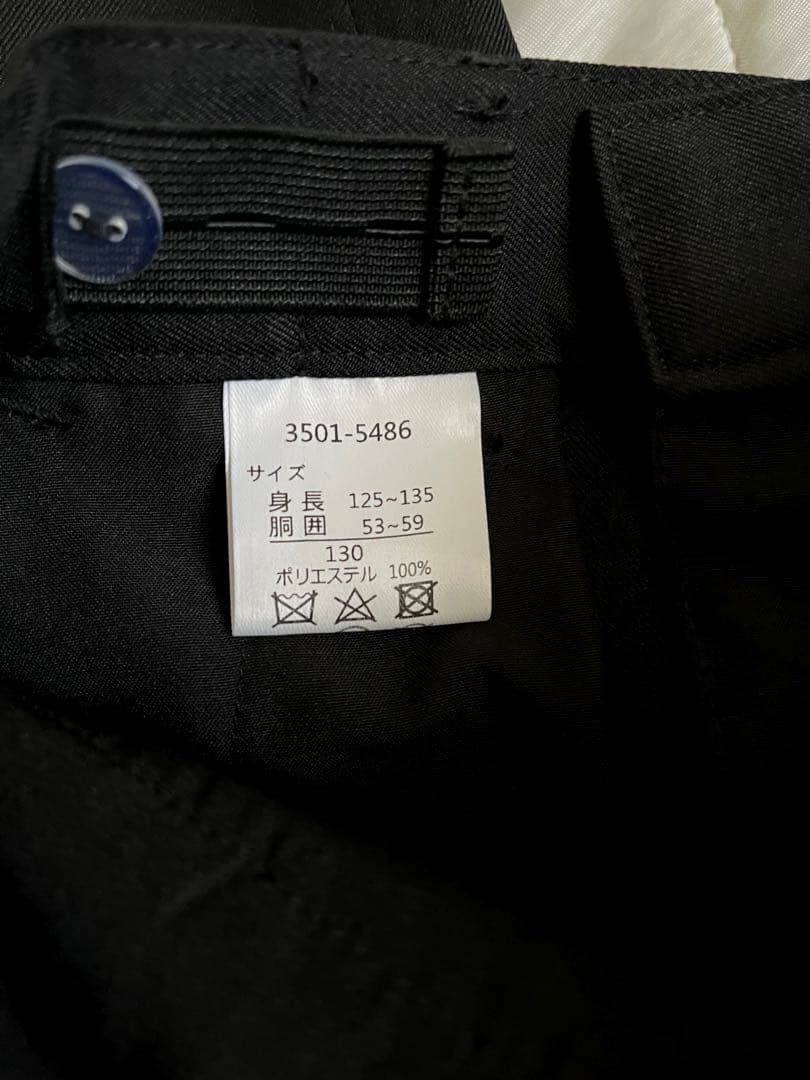 3501-5486
サイズ
身長 125~135
胴囲 53~59
130
ポリエステル 100%